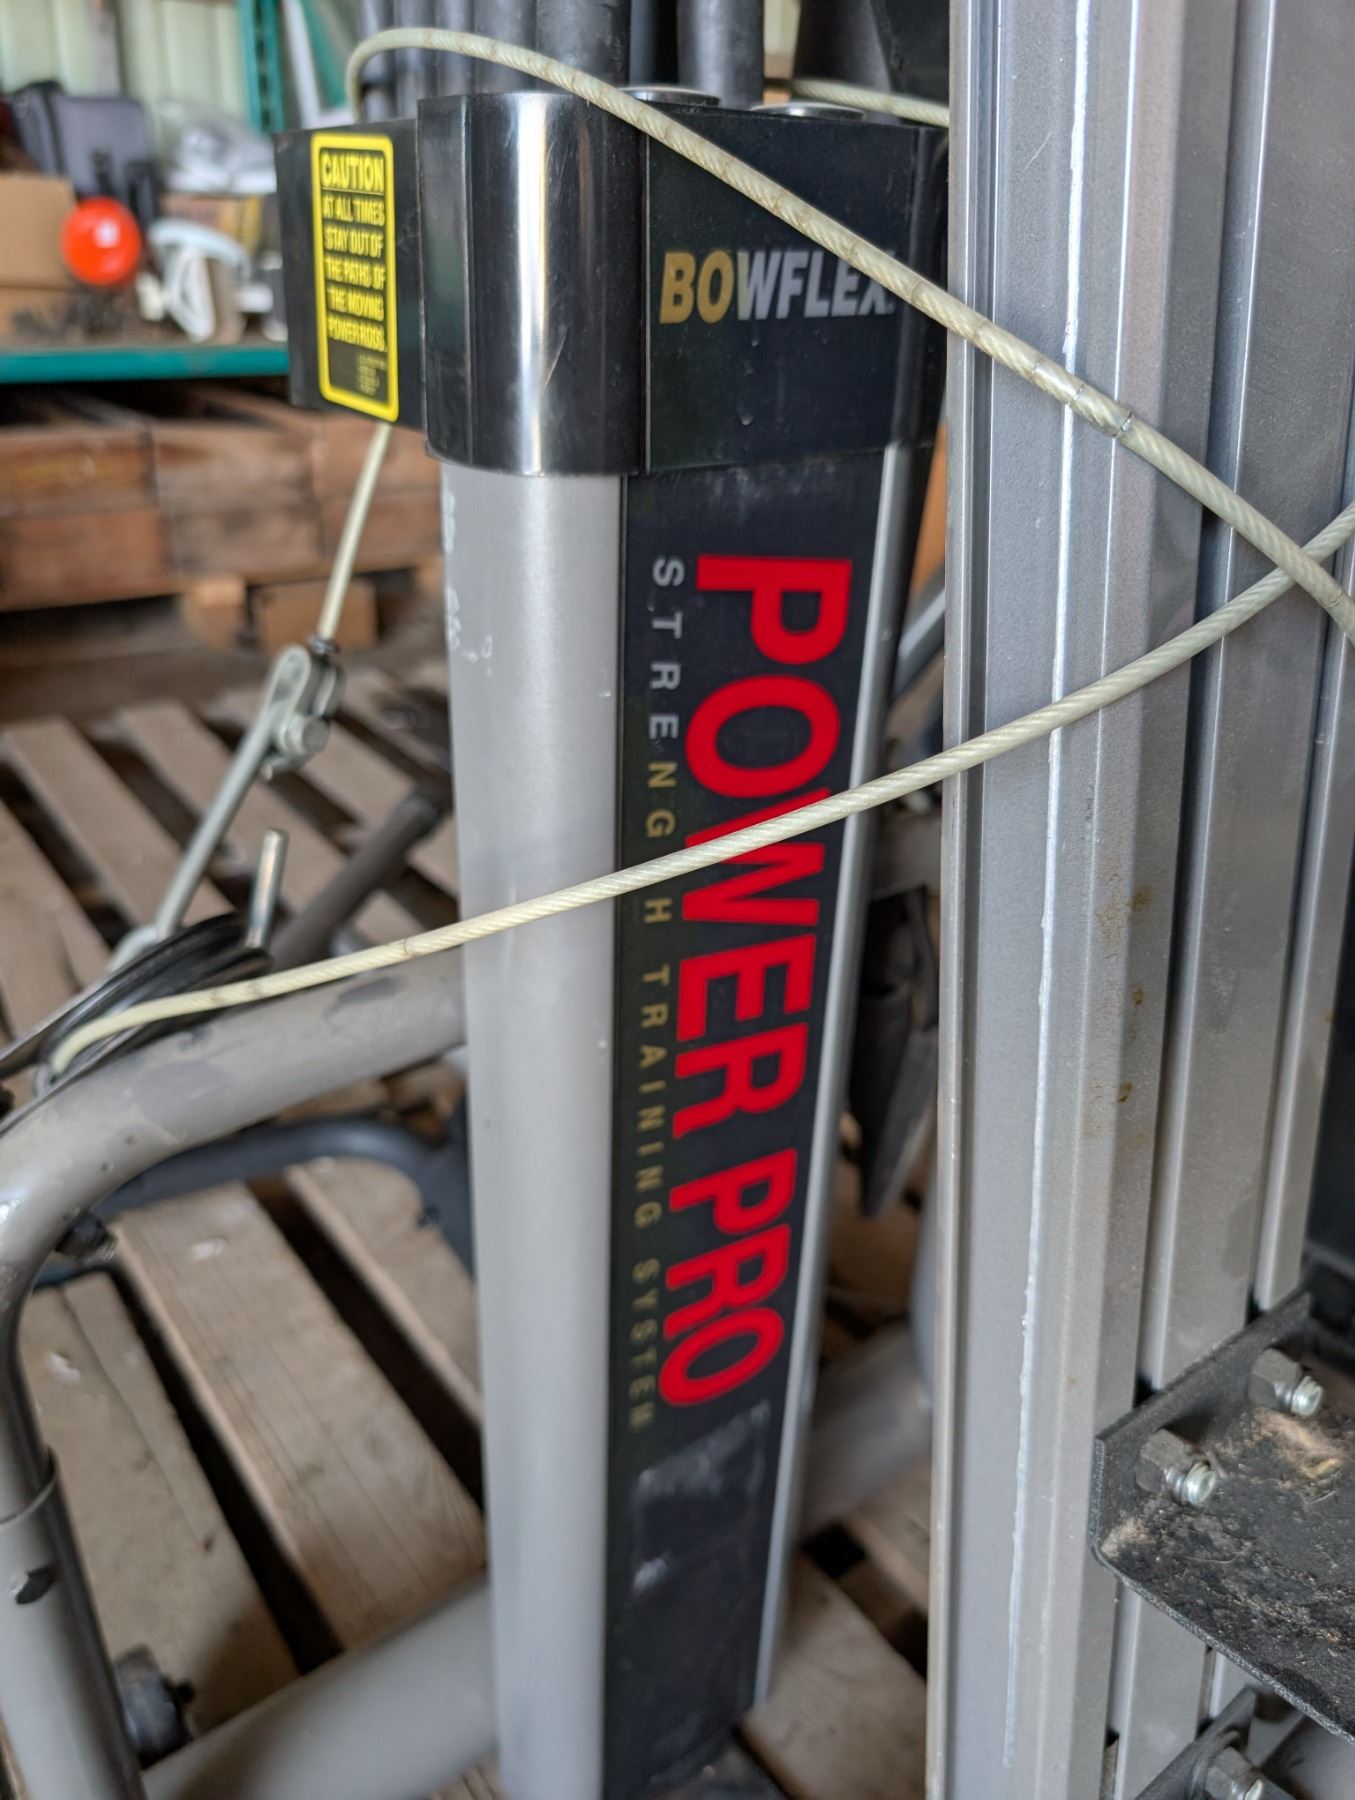 CAUTION
AT ALL TIMES
STAY OUT OF
THE PATHS OF
THE MOVING
POWER RODS.
BOWFLEX
POWER PRO
STRENGTH TRAINING SYSTEM